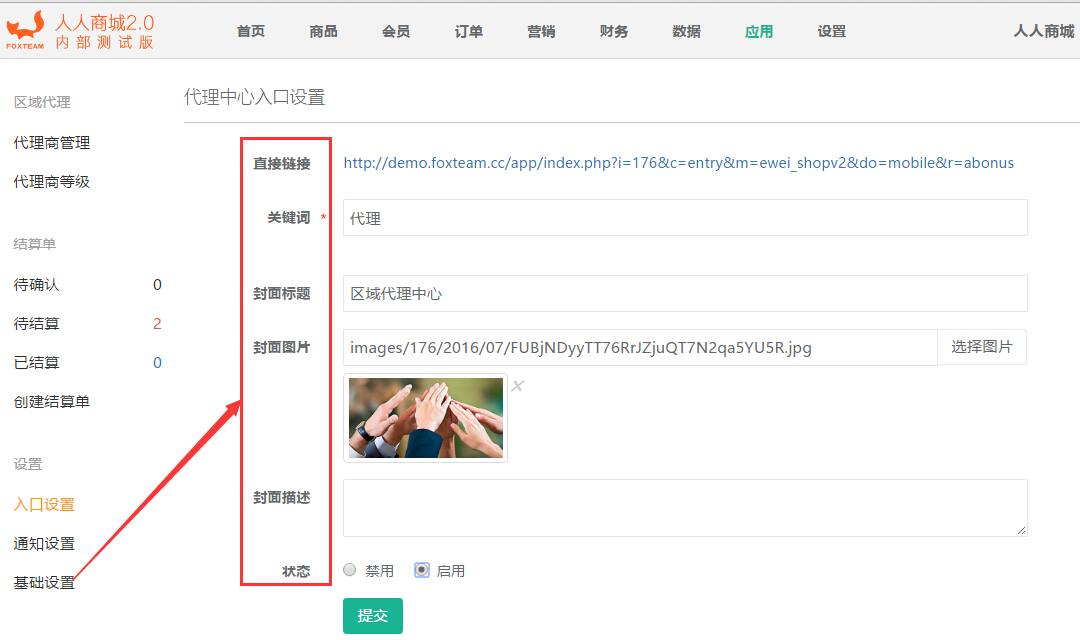 人人商城2.0
FOXTEAM 内部测试版
首页 商品 会员 订单 营销 财务 数据 应用 设置 人人商城
区域代理
代理商管理
代理商等级
结算单
待确认 0
待结算 2
已结算 0
创建结算单
设置
入口设置
通知设置
基础设置
代理中心入口设置
直接链接 http://demo.foxteam.cc/app/index.php?i=176&c=entry&m=ewei_shopv2&do=mobile&r=abonus
关键词 * 代理
封面标题 区域代理中心
封面图片 images/176/2016/07/FUBjNDyyTT76RrJZjuQT7N2qa5YU5R.jpg 选择图片
封面描述
状态 禁用 启用
提交